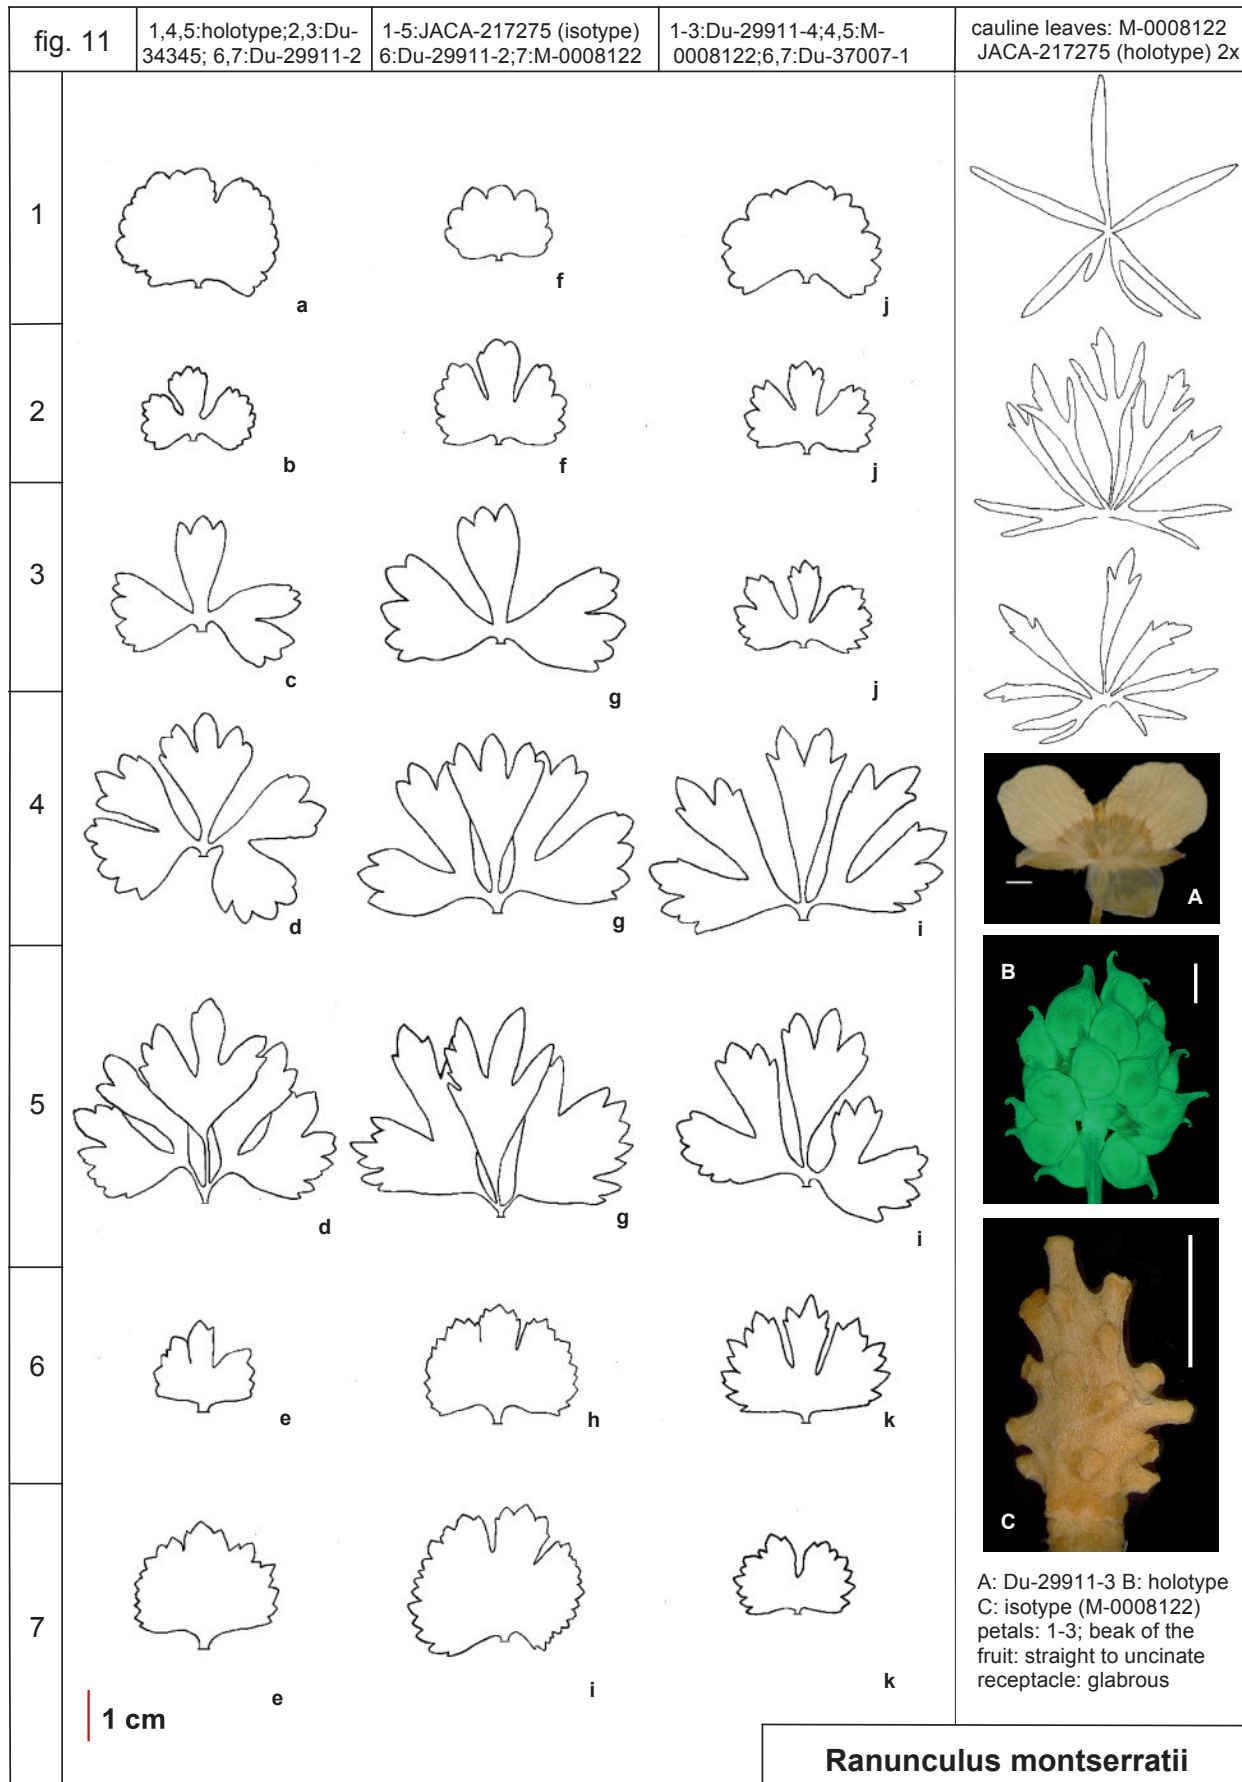 fig. 11
1,4,5:holotype;2,3:Du-
34345; 6,7:Du-29911-2
1-5:JACA-217275 (isotype)
6:Du-29911-2;7:M-0008122
1-3:Du-29911-4;4,5:M-
0008122;6,7:Du-37007-1
cauline leaves: M-0008122
JACA-217275 (holotype) 2x
1
a
f
j
2
b
f
j
3
c
g
j
4
d
g
i
A
B
5
d
g
i
6
e
h
k
C
7
e
i
k
A: Du-29911-3 B: holotype
C: isotype (M-0008122)
petals: 1-3; beak of the
fruit: straight to uncinate
receptacle: glabrous
1 cm
Ranunculus montserratii